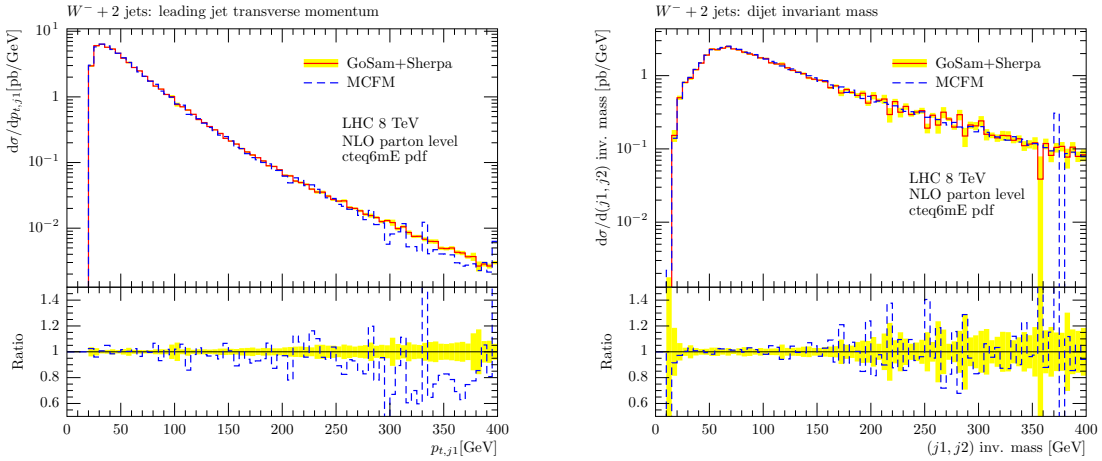 W⁻ + 2 jets: leading jet transverse momentum
dσ/dp_{t,j1}[pb/GeV]
10¹
1
10⁻¹
10⁻²
GoSam+Sherpa
MCFM
LHC 8 TeV
NLO parton level
cteq6mE pdf
Ratio
1.4
1.2
1
0.8
0.6
0 50 100 150 200 250 300 350 400
p_{t,j1}[GeV]
W⁻ + 2 jets: dijet invariant mass
dσ/d(j1, j2) inv. mass [pb/GeV]
1
10⁻¹
10⁻²
GoSam+Sherpa
MCFM
LHC 8 TeV
NLO parton level
cteq6mE pdf
Ratio
1.4
1.2
1
0.8
0.6
0 50 100 150 200 250 300 350 400
(j1, j2) inv. mass [GeV]